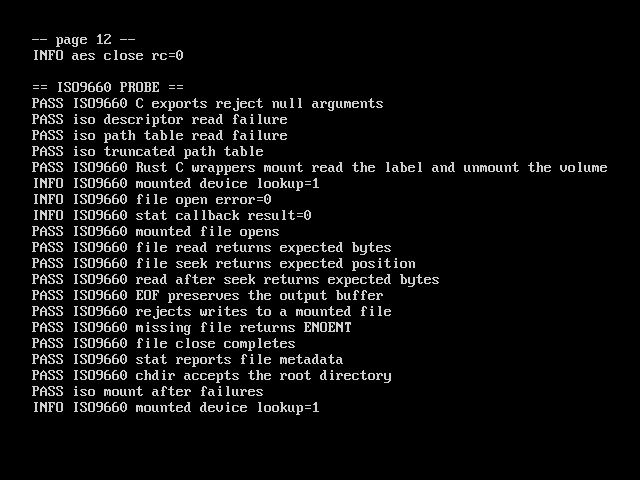 -- page 12 --
INFO aes close rc=0
== ISO9660 PROBE ==
PASS ISO9660 C exports reject null arguments
PASS iso descriptor read failure
PASS iso path table read failure
PASS iso truncated path table
PASS ISO9660 Rust C wrappers mount read the label and unmount the volume
INFO ISO9660 mounted device lookup=1
INFO ISO9660 file open error=0
INFO ISO9660 stat callback result=0
PASS ISO9660 mounted file opens
PASS ISO9660 file read returns expected bytes
PASS ISO9660 file seek returns expected position
PASS ISO9660 read after seek returns expected bytes
PASS ISO9660 EOF preserves the output buffer
PASS ISO9660 rejects writes to a mounted file
PASS ISO9660 missing file returns ENOENT
PASS ISO9660 file close completes
PASS ISO9660 stat reports file metadata
PASS ISO9660 chdir accepts the root directory
PASS iso mount after failures
INFO ISO9660 mounted device lookup=1